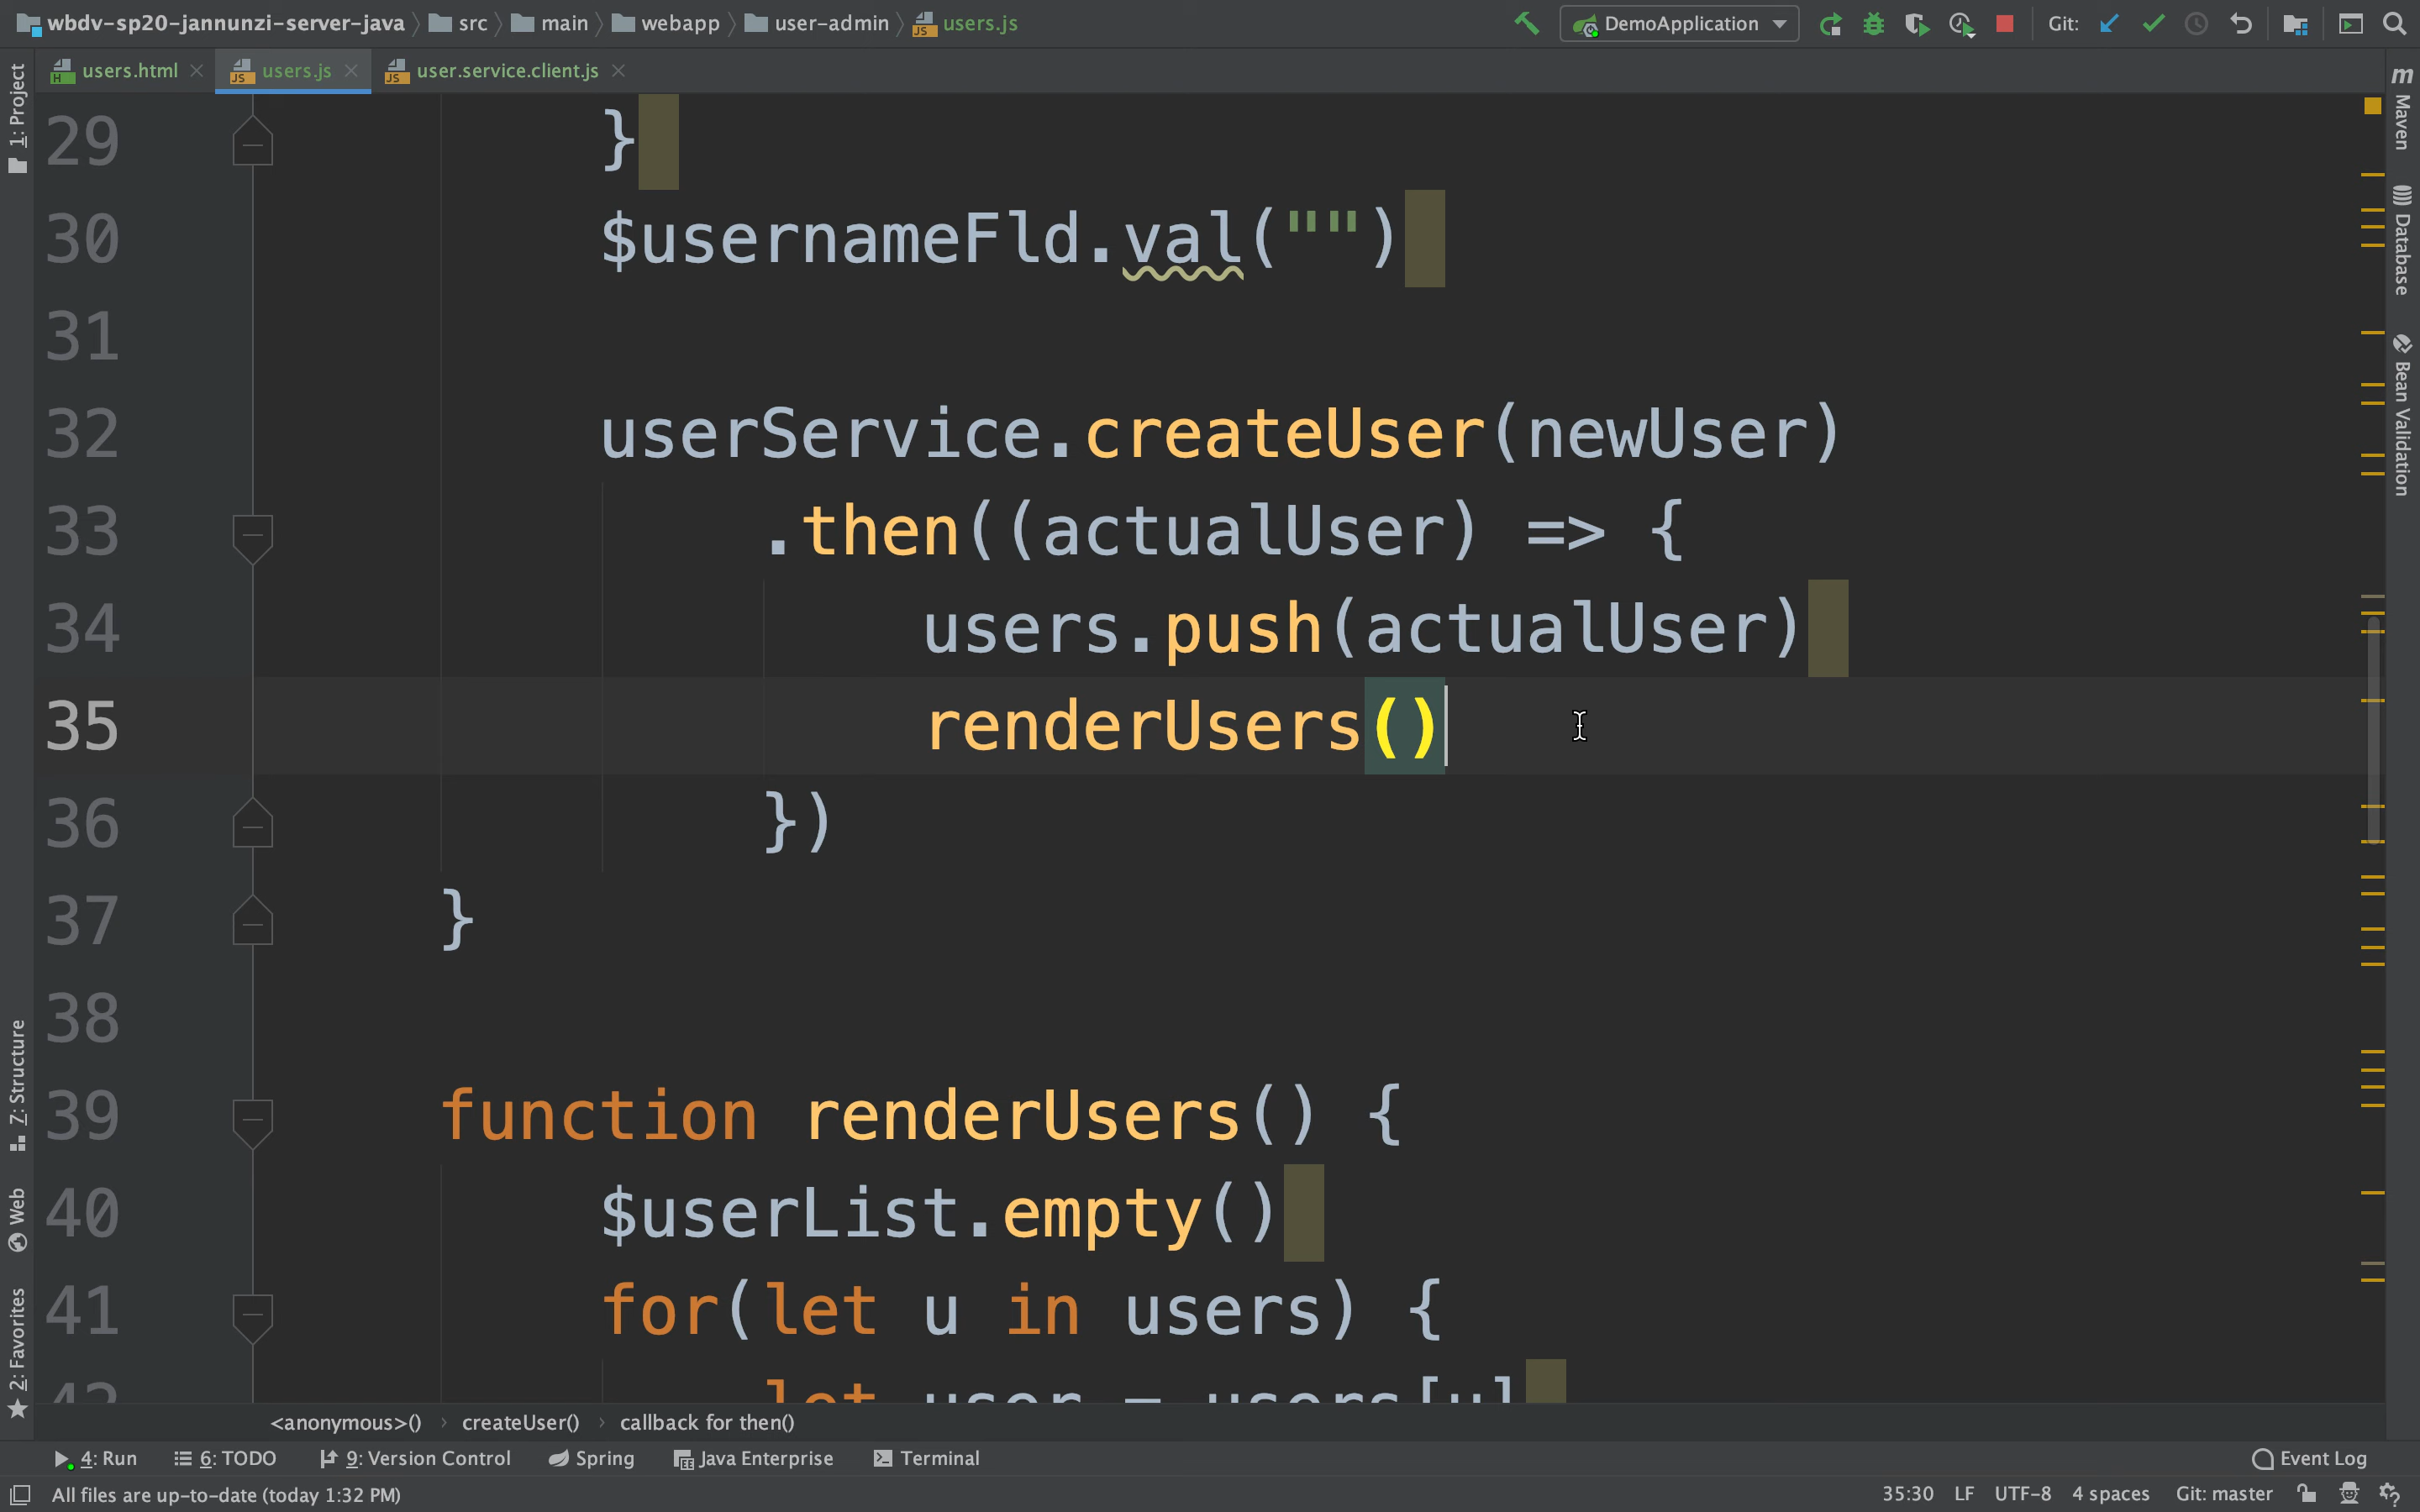 wbdv-sp20-jannunzi-server-java src main webapp user-admin users.js DemoApplication Git:
users.html users.js user.service.client.js
1: Project
Z: Structure
Web
2: Favorites
29 }
30 $usernameFld.val("")
31
32 userService.createUser(newUser)
33 .then((actualUser) => {
34 users.push(actualUser)
35 renderUsers()
36 })
37 }
38
39 function renderUsers() {
40 $userList.empty()
41 for(let u in users) {
42 let user = users[u]
m Maven
Database
Bean Validation
<anonymous>() createUser() callback for then()
4: Run 6: TODO 9: Version Control Spring Java Enterprise Terminal Event Log
All files are up-to-date (today 1:32 PM) 35:30 LF UTF-8 4 spaces Git: master